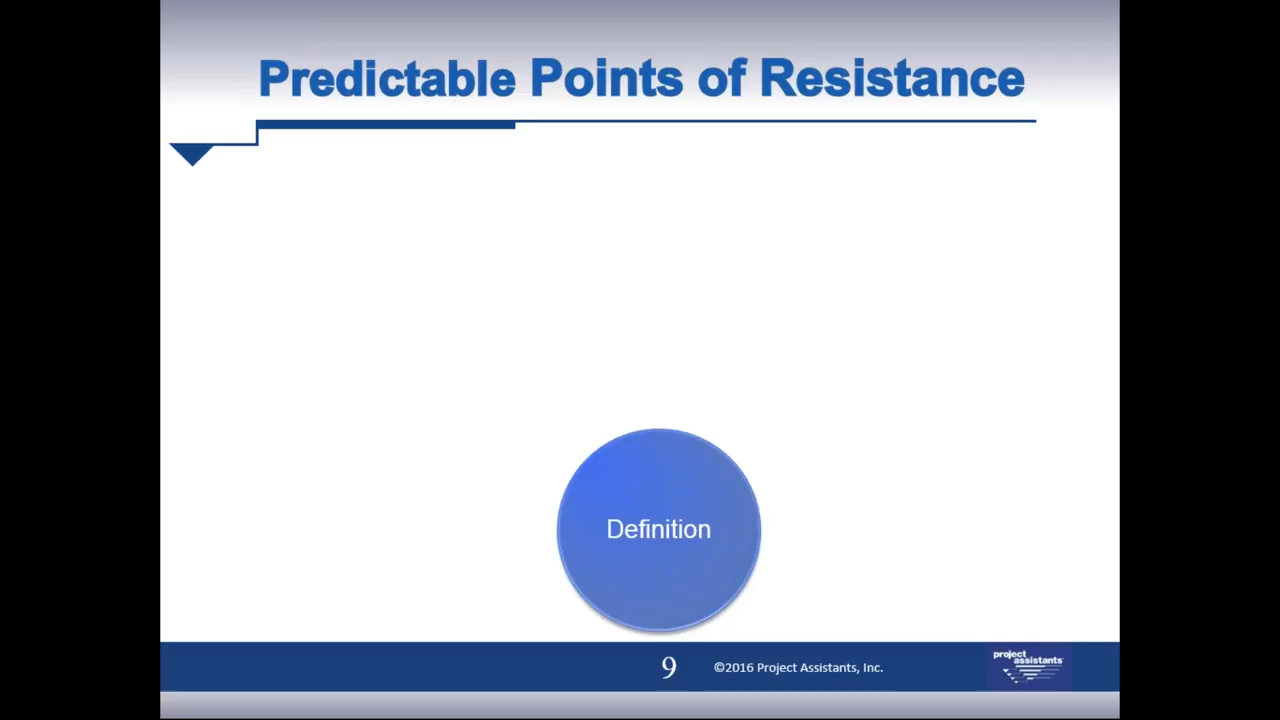 Predictable Points of Resistance
Definition
9 ©2016 Project Assistants, Inc.
project
assistants